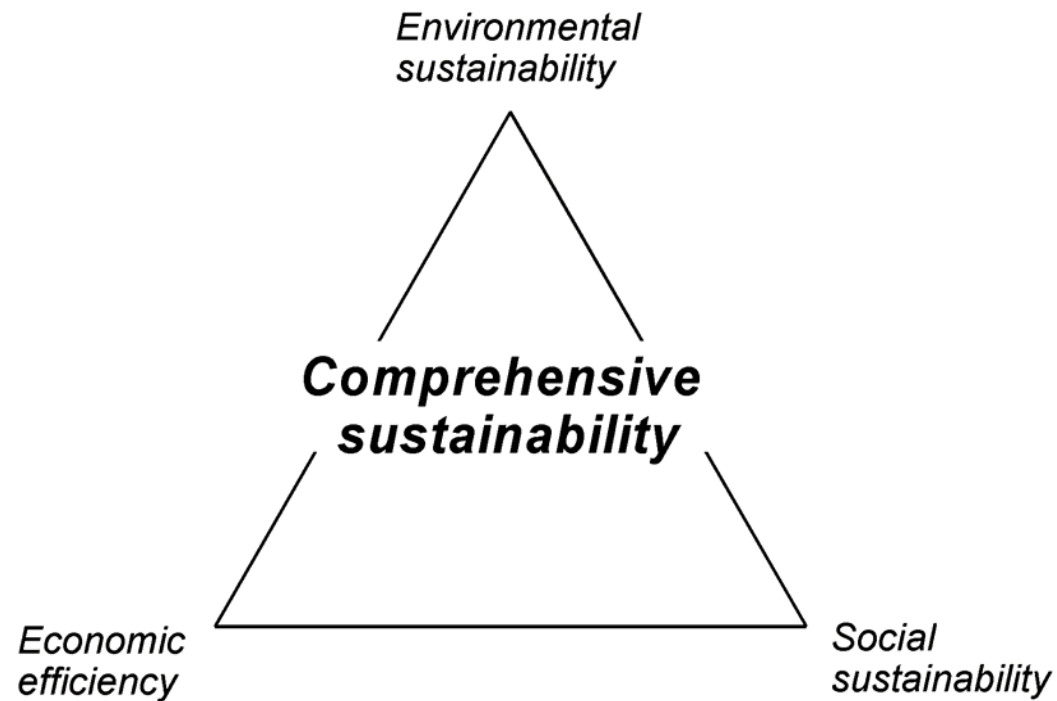 Environmental
sustainability
Comprehensive
sustainability
Economic
efficiency
Social
sustainability